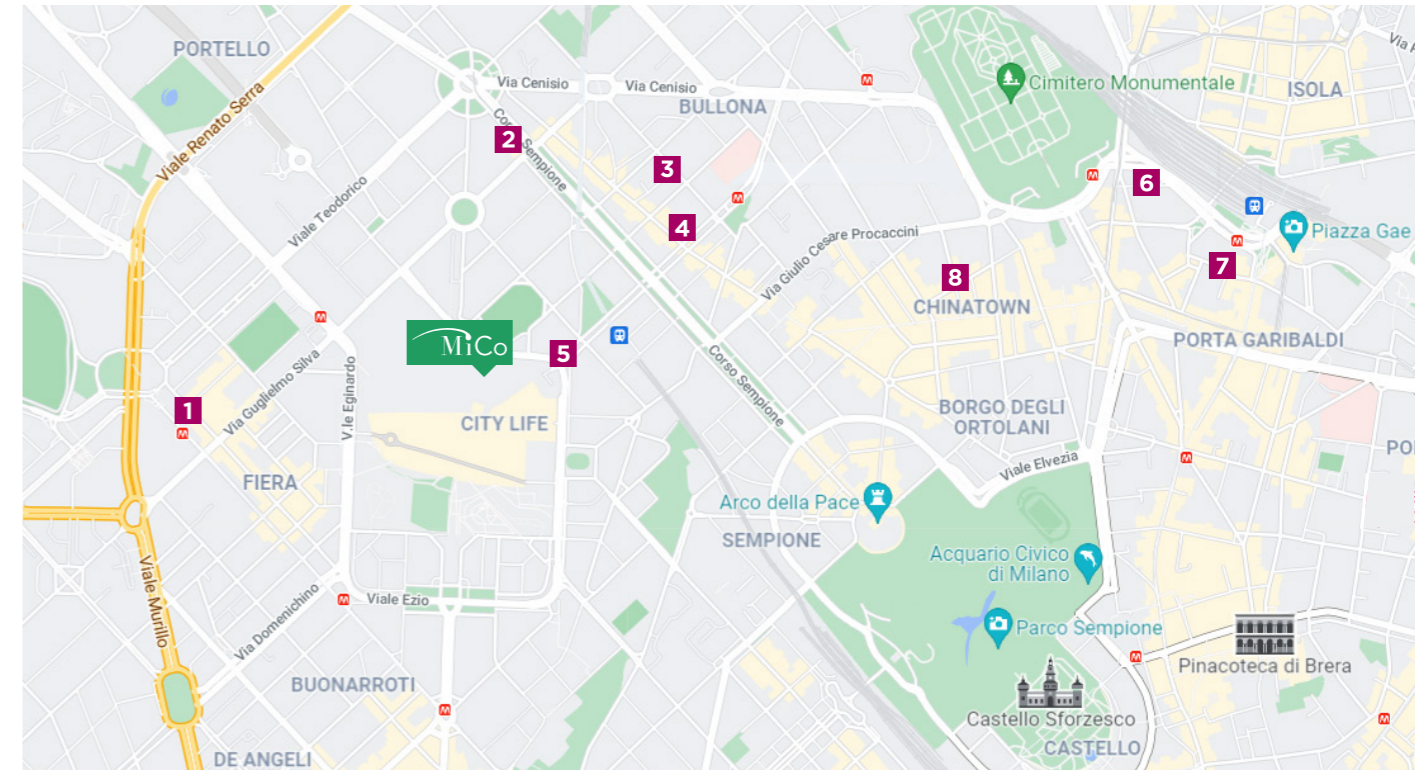 PORTELLO
Viale Renato Serra
Via Cenisio
Via Cenisio
BULLONA
Cimitero Monumentale
ISOLA
2
Corso Sempione
3
6
Viale Teodorico
4
Via Giulio Cesare Procaccini
Piazza Gae
7
8
CHINATOWN
MiCo
5
PORTA GARIBALDI
Via Guglielmo Silva
V.le Eginardo
Corso Sempione
1
CITY LIFE
BORGO DEGLI
ORTOLANI
Viale Elvezia
FIERA
Arco della Pace
SEMPIONE
Acquario Civico
di Milano
Viale Murillo
Viale Ezio
Via Domenichino
Parco Sempione
Pinacoteca di Brera
BUONARROTI
Castello Sforzesco
CASTELLO
DE ANGELI